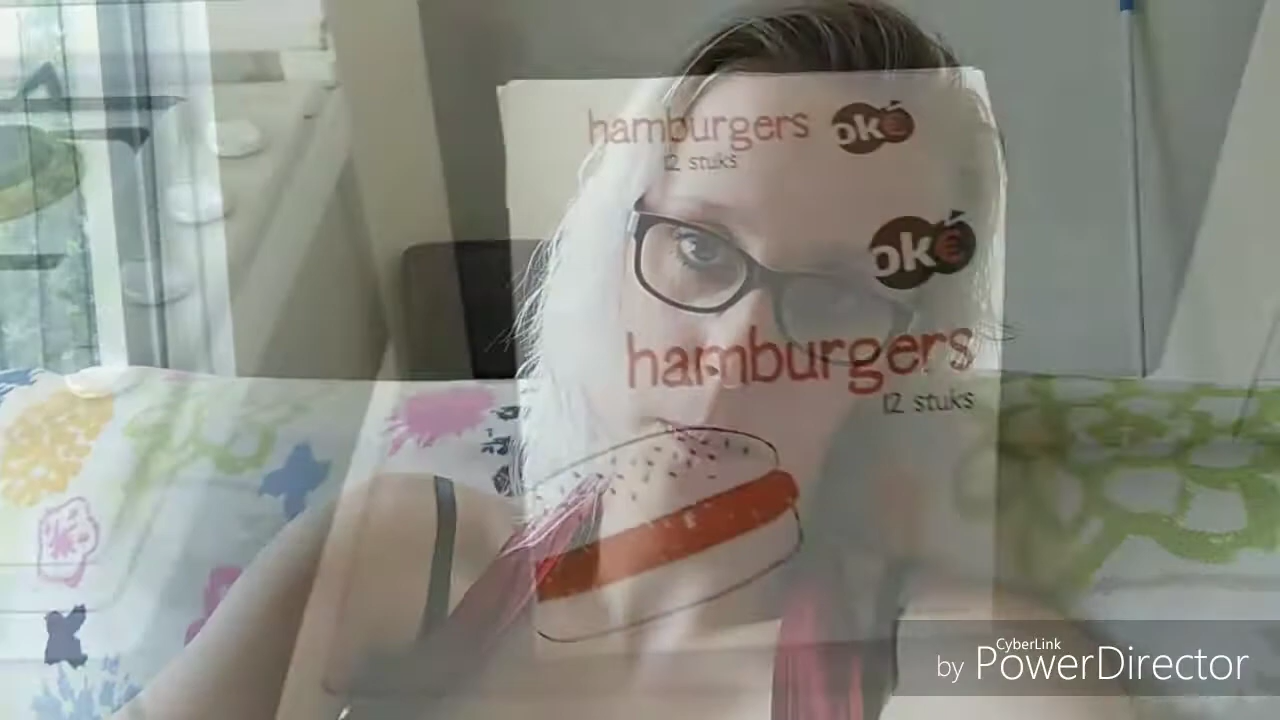 hamburgers oké
12 stuks
oké
hamburgers
12 stuks
CyberLink
by PowerDirector